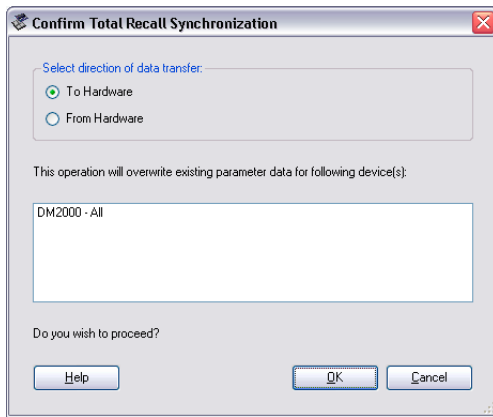 Confirm Total Recall Synchronization
Select direction of data transfer:
To Hardware
From Hardware
This operation will overwrite existing parameter data for following device(s):
DM2000 - All
Do you wish to proceed?
Help OK Cancel